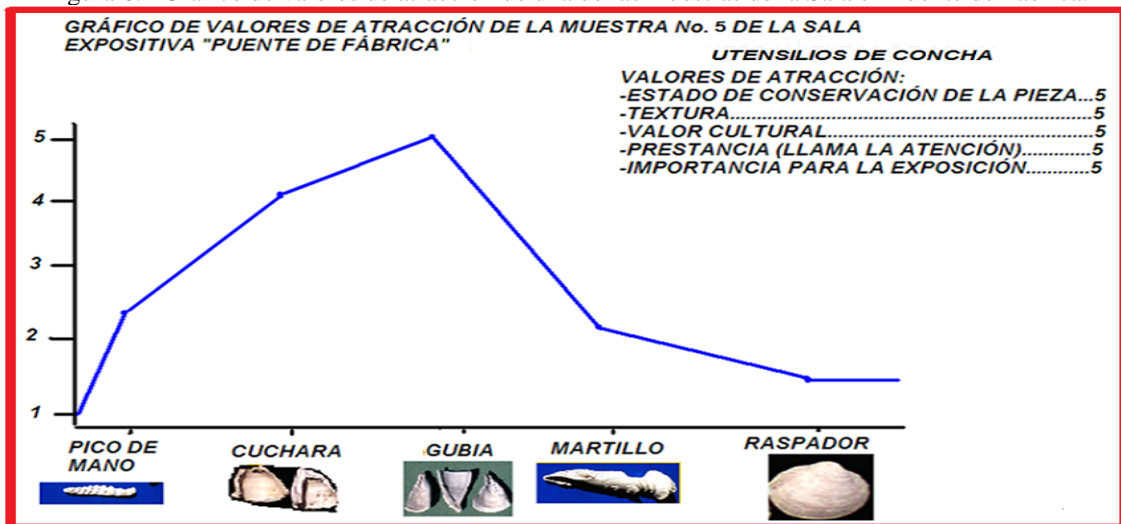 GRÁFICO DE VALORES DE ATRACCIÓN DE LA MUESTRA No. 5 DE LA SALA
EXPOSITIVA "PUENTE DE FÁBRICA"
UTENSILIOS DE CONCHA
VALORES DE ATRACCIÓN:
-ESTADO DE CONSERVACIÓN DE LA PIEZA...5
-TEXTURA.................................................................5
-VALOR CULTURAL................................................5
-PRESTANCIA (LLAMA LA ATENCIÓN).............5
-IMPORTANCIA PARA LA EXPOSICIÓN............5
5
4
3
2
1
PICO DE
MANO
CUCHARA
GUBIA
MARTILLO
RASPADOR